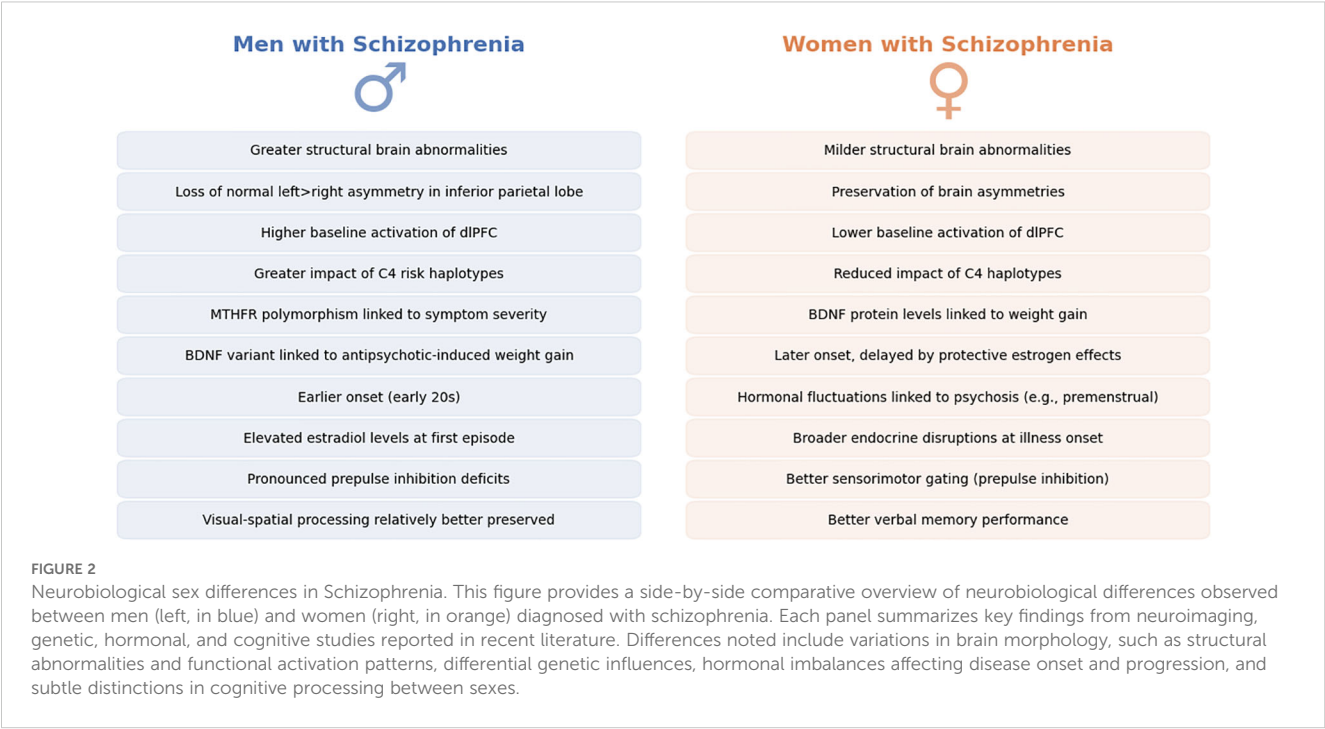 Men with Schizophrenia
Greater structural brain abnormalities
Loss of normal left>right asymmetry in inferior parietal lobe
Higher baseline activation of dlPFC
Greater impact of C4 risk haplotypes
MTHFR polymorphism linked to symptom severity
BDNF variant linked to antipsychotic-induced weight gain
Earlier onset (early 20s)
Elevated estradiol levels at first episode
Pronounced prepulse inhibition deficits
Visual-spatial processing relatively better preserved
Women with Schizophrenia
Milder structural brain abnormalities
Preservation of brain asymmetries
Lower baseline activation of dlPFC
Reduced impact of C4 haplotypes
BDNF protein levels linked to weight gain
Later onset, delayed by protective estrogen effects
Hormonal fluctuations linked to psychosis (e.g., premenstrual)
Broader endocrine disruptions at illness onset
Better sensorimotor gating (prepulse inhibition)
Better verbal memory performance
FIGURE 2
Neurobiological sex differences in Schizophrenia. This figure provides a side-by-side comparative overview of neurobiological differences observed
between men (left, in blue) and women (right, in orange) diagnosed with schizophrenia. Each panel summarizes key findings from neuroimaging,
genetic, hormonal, and cognitive studies reported in recent literature. Differences noted include variations in brain morphology, such as structural
abnormalities and functional activation patterns, differential genetic influences, hormonal imbalances affecting disease onset and progression, and
subtle distinctions in cognitive processing between sexes.